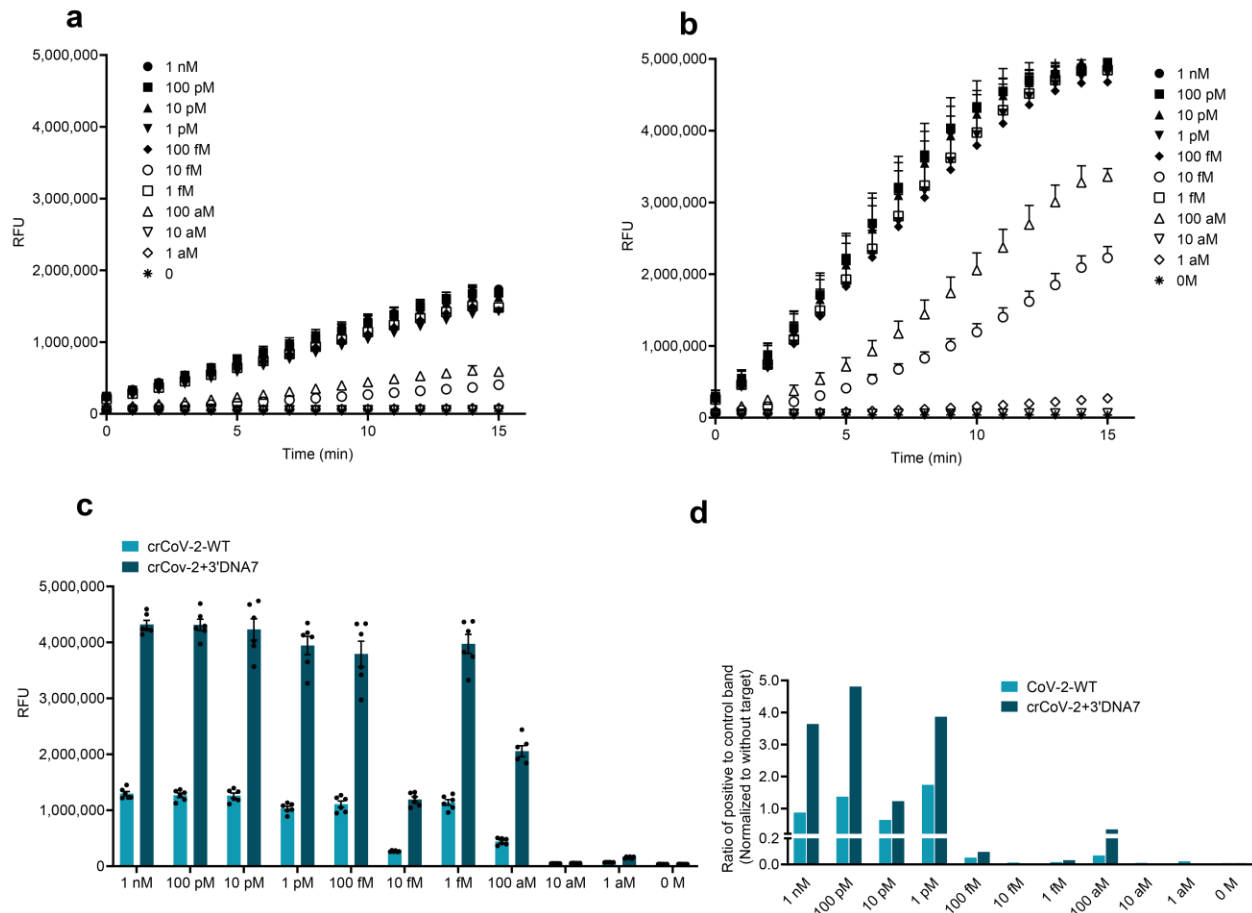 a
5,000,000
4,000,000
3,000,000
2,000,000
1,000,000
0
RFU
1 nM
100 pM
10 pM
1 pM
100 fM
10 fM
1 fM
100 aM
10 aM
1 aM
0
0 5 10 15
Time (min)
b
5,000,000
4,000,000
3,000,000
2,000,000
1,000,000
0
RFU
1 nM
100 pM
10 pM
1 pM
100 fM
10 fM
1 fM
100 aM
10 aM
1 aM
0M
0 5 10 15
Time (min)
c
crCoV-2-WT
crCov-2+3'DNA7
5,000,000
4,000,000
3,000,000
2,000,000
1,000,000
0
RFU
1 nM 100 pM 10 pM 1 pM 100 fM 10 fM 1 fM 100 aM 10 aM 1 aM 0 M
d
CoV-2-WT
crCoV-2+3'DNA7
Ratio of positive to control band
(Normalized to without target)
5.0
4.0
3.0
2.0
1.0
0.2
0.0
1 nM 100 pM 10 pM 1 pM 100 fM 10 fM 1 fM 100 aM 10 aM 1 aM 0 M